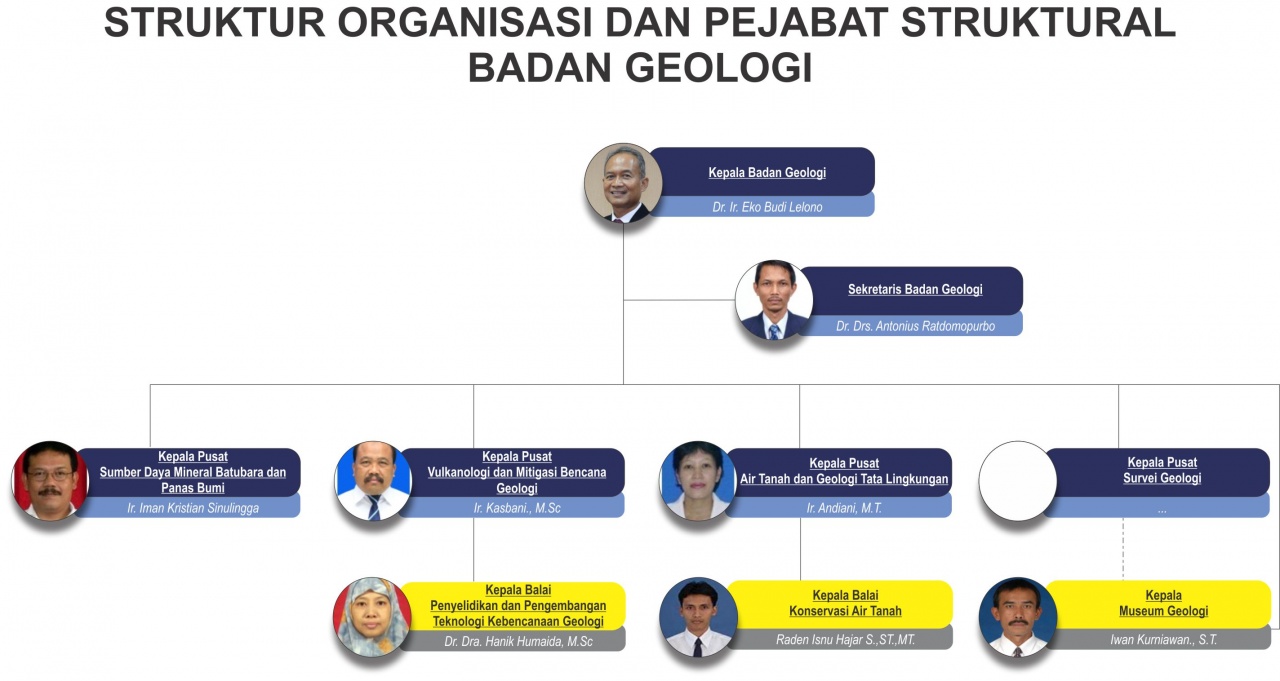 STRUKTUR ORGANISASI DAN PEJABAT STRUKTURAL
BADAN GEOLOGI
Kepala Badan Geologi
Dr. Ir. Eko Budi Lelono
Sekretaris Badan Geologi
Dr. Drs. Antonius Ratdomopurbo
Kepala Pusat
Sumber Daya Mineral Batubara dan
Panas Bumi
Ir. Iman Kristian Sinulingga
Kepala Pusat
Vulkanologi dan Mitigasi Bencana
Geologi
Ir. Kasbani., M.Sc
Kepala Pusat
Air Tanah dan Geologi Tata Lingkungan
Ir. Andiani, M.T.
Kepala Pusat
Survei Geologi
...
Kepala Balai
Penyelidikan dan Pengembangan
Teknologi Kebencanaan Geologi
Dr. Dra. Hanik Humaida, M.Sc
Kepala Balai
Konservasi Air Tanah
Raden Isnu Hajar S.,ST.,MT.
Kepala
Museum Geologi
Iwan Kurniawan., S.T.